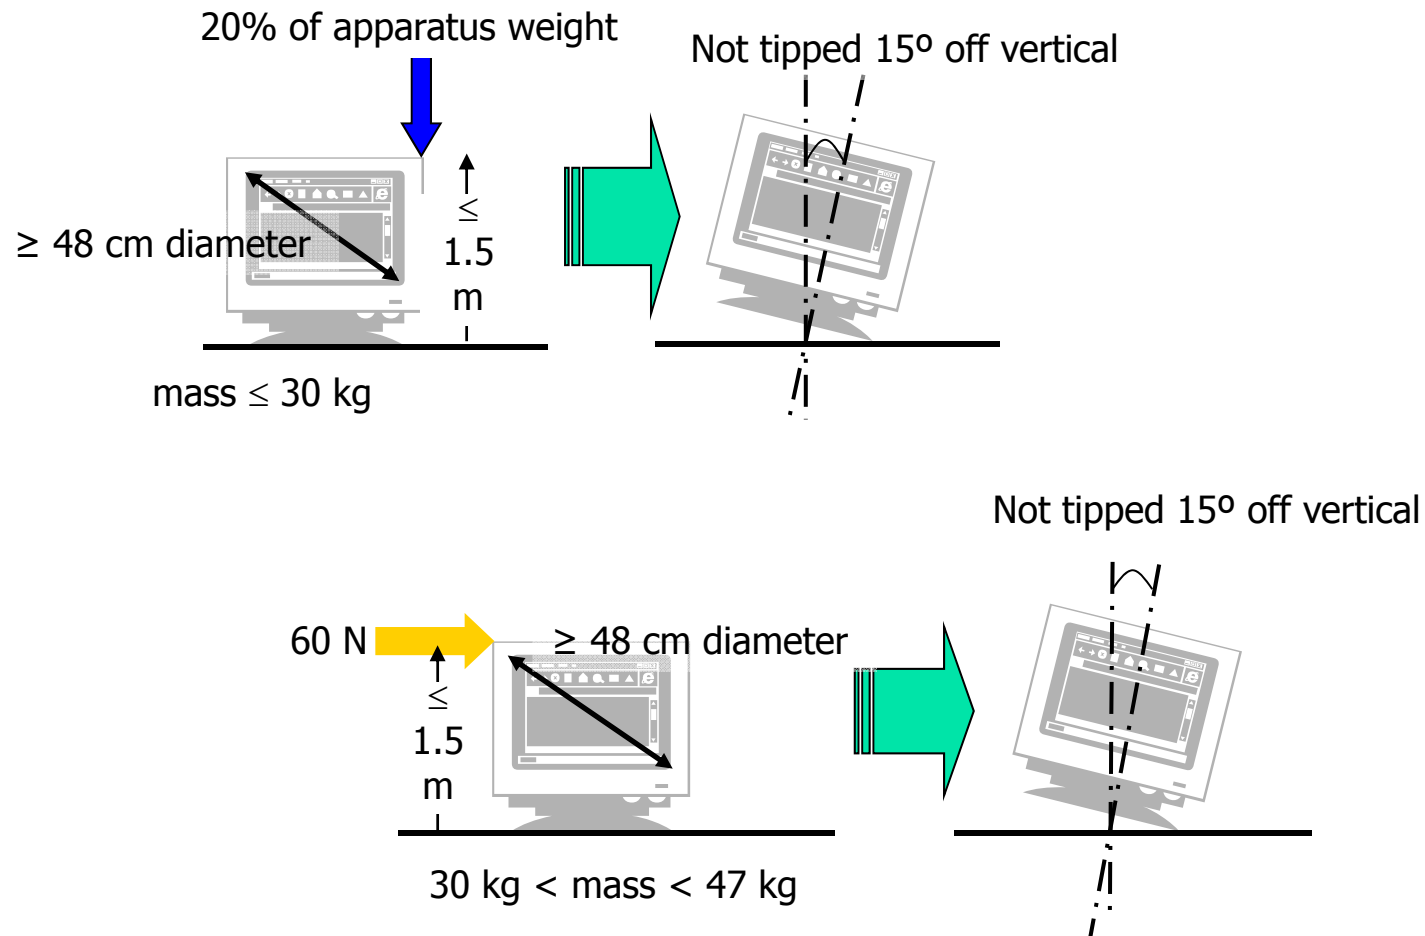 20% of apparatus weight
Not tipped 15º off vertical
≥ 48 cm diameter
≤
1.5
m
mass ≤ 30 kg
Not tipped 15º off vertical
60 N
≥ 48 cm diameter
≤
1.5
m
30 kg < mass < 47 kg